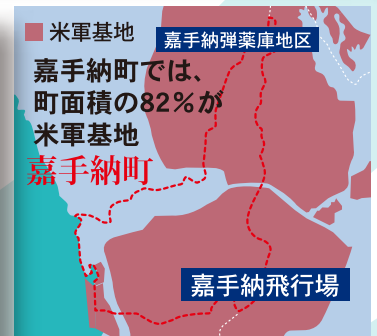 米軍基地
嘉手納弾薬庫地区
嘉手納町では、
町面積の82%が
米軍基地
嘉手納町
嘉手納飛行場